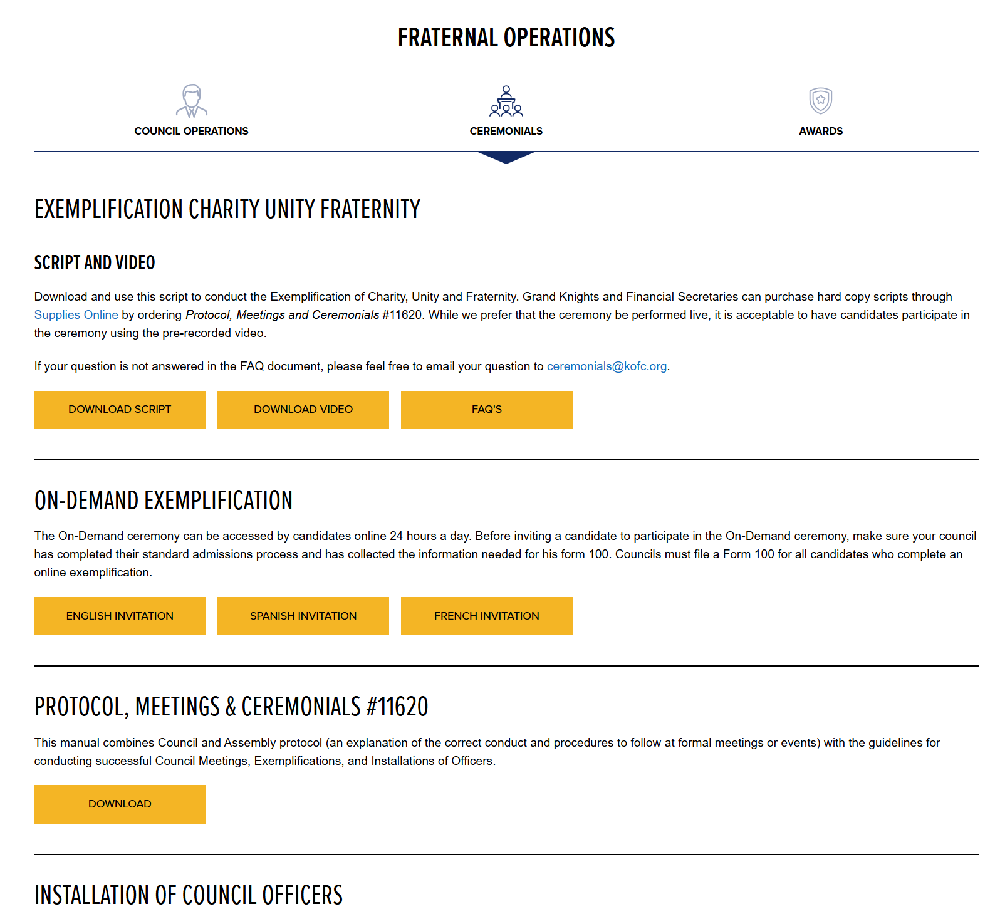 FRATERNAL OPERATIONS
COUNCIL OPERATIONS
CEREMONIALS
AWARDS
EXEMPLIFICATION CHARITY UNITY FRATERNITY
SCRIPT AND VIDEO
Download and use this script to conduct the Exemplification of Charity, Unity and Fraternity. Grand Knights and Financial Secretaries can purchase hard copy scripts through
Supplies Online by ordering Protocol, Meetings and Ceremonials #11620. While we prefer that the ceremony be performed live, it is acceptable to have candidates participate in
the ceremony using the pre-recorded video.
If your question is not answered in the FAQ document, please feel free to email your question to ceremonials@kofc.org.
DOWNLOAD SCRIPT
DOWNLOAD VIDEO
FAQ'S
ON-DEMAND EXEMPLIFICATION
The On-Demand ceremony can be accessed by candidates online 24 hours a day. Before inviting a candidate to participate in the On-Demand ceremony, make sure your council
has completed their standard admissions process and has collected the information needed for his form 100. Councils must file a Form 100 for all candidates who complete an
online exemplification.
ENGLISH INVITATION
SPANISH INVITATION
FRENCH INVITATION
PROTOCOL, MEETINGS & CEREMONIALS #11620
This manual combines Council and Assembly protocol (an explanation of the correct conduct and procedures to follow at formal meetings or events) with the guidelines for
conducting successful Council Meetings, Exemplifications, and Installations of Officers.
DOWNLOAD
INSTALLATION OF COUNCIL OFFICERS